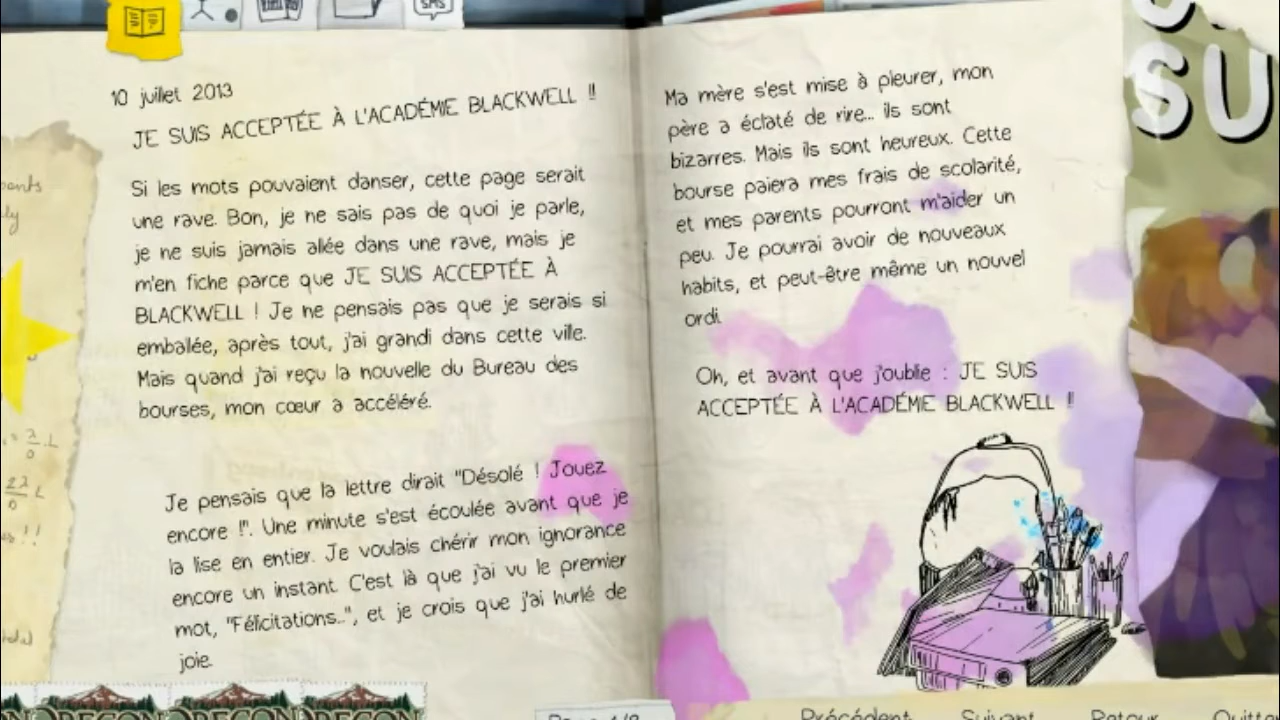 SMS
10 juillet 2013
JE SUIS ACCEPTÉE À L'ACADÉMIE BLACKWELL !!
Si les mots pouvaient danser, cette page serait
une rave. Bon, je ne sais pas de quoi je parle,
je ne suis jamais allée dans une rave, mais je
m'en fiche parce que JE SUIS ACCEPTÉE À
BLACKWELL ! Je ne pensais pas que je serais si
emballée, après tout, j'ai grandi dans cette ville.
Mais quand j'ai reçu la nouvelle du Bureau des
bourses, mon cœur a accéléré.
Je pensais que la lettre dirait "Désolé ! Jouez
encore !". Une minute s'est écoulée avant que je
la lise en entier. Je voulais chérir mon ignorance
encore un instant. C'est là que j'ai vu le premier
mot, "Félicitations...", et je crois que j'ai hurlé de
joie.
Ma mère s'est mise à pleurer, mon
père a éclaté de rire... ils sont
bizarres. Mais ils sont heureux. Cette
bourse paiera mes frais de scolarité,
et mes parents pourront m'aider un
peu. Je pourrai avoir de nouveaux
habits, et peut-être même un nouvel
ordi.
Oh, et avant que j'oublie : JE SUIS
ACCEPTÉE À L'ACADÉMIE BLACKWELL !!
SU
OREGON OREGON OREGON
Précédent Suivant Retour Quitter